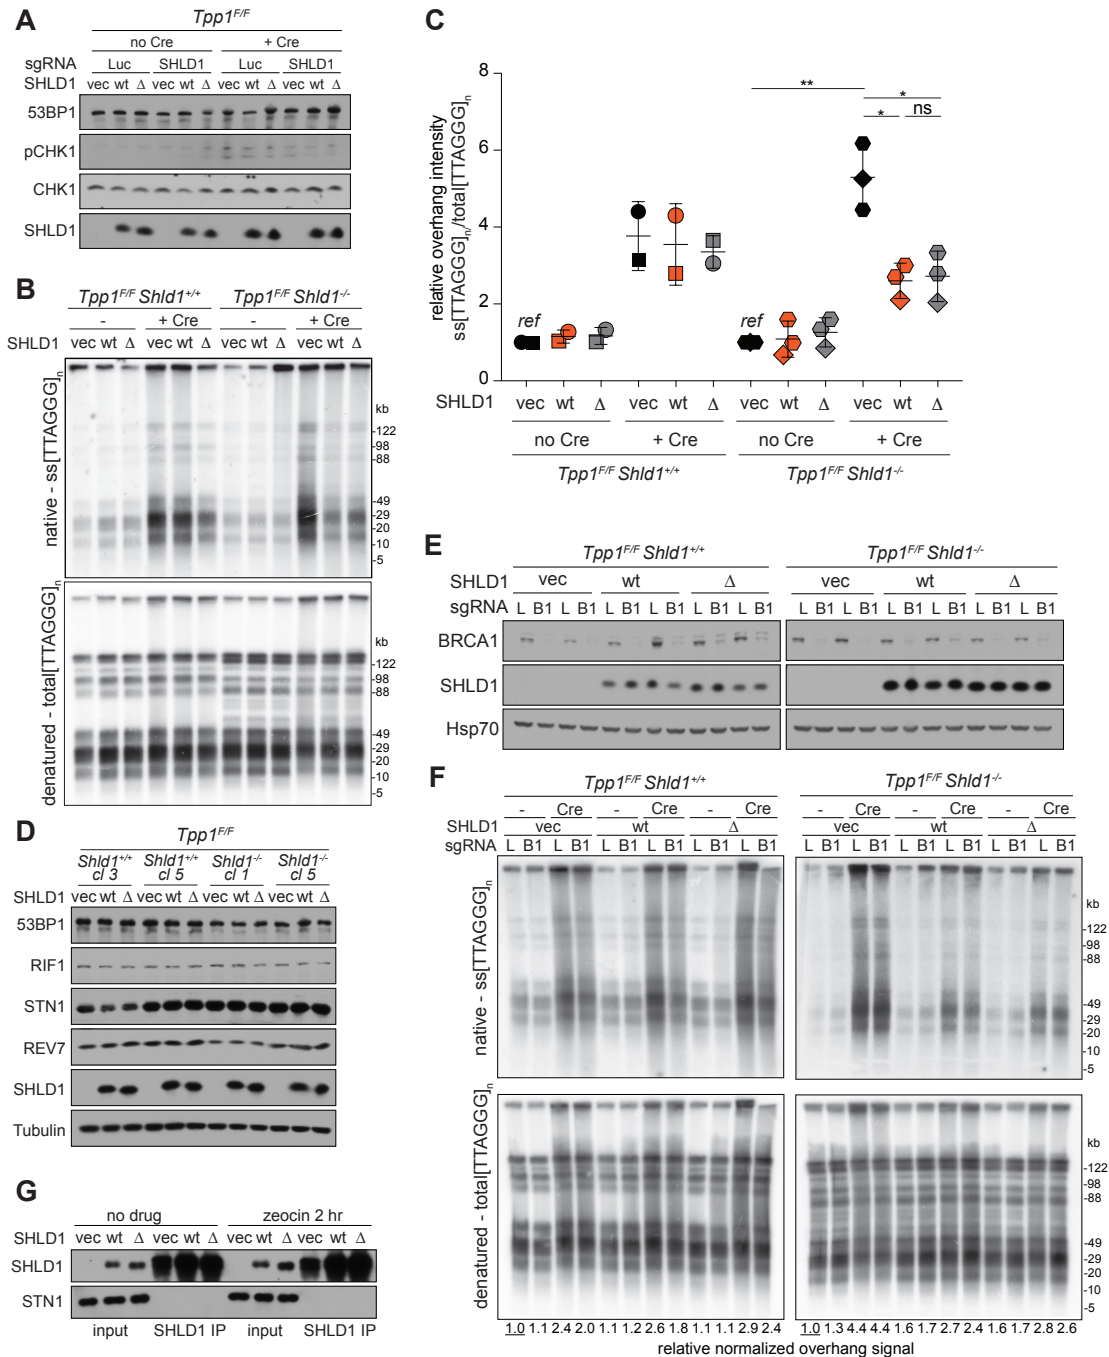 A
Tpp1F/F
no Cre + Cre
sgRNA Luc SHLD1 Luc SHLD1
SHLD1 vec wt Δ vec wt Δ vec wt Δ vec wt Δ
53BP1
pCHK1
CHK1
SHLD1
B
Tpp1F/F Shld1+/+ Tpp1F/F Shld1-/-
- + Cre - + Cre
SHLD1 vec wt Δ vec wt Δ vec wt Δ vec wt Δ
native - ss[TTAGGG]n
kb
-122
-98
-88
-49
-29
-20
-10
-5
denatured - total[TTAGGG]n
kb
-122
-98
-88
-49
-29
-20
-10
-5
C
relative overhang intensity
ss[TTAGGG]n/total[TTAGGG]n
8
6
4
2
0
** * * ns
ref ref
SHLD1 vec wt Δ vec wt Δ vec wt Δ vec wt Δ
no Cre + Cre no Cre + Cre
Tpp1F/F Shld1+/+ Tpp1F/F Shld1-/-
D
Tpp1F/F
Shld1+/+ Shld1+/+ Shld1-/- Shld1-/-
cl 3 cl 5 cl 1 cl 5
SHLD1 vec wt Δ vec wt Δ vec wt Δ vec wt Δ
53BP1
RIF1
STN1
REV7
SHLD1
Tubulin
E
Tpp1F/F Shld1+/+ Tpp1F/F Shld1-/-
SHLD1 vec wt Δ vec wt Δ
sgRNA L B1 L B1 L B1 L B1 L B1 L B1 L B1 L B1 L B1 L B1 L B1 L B1
BRCA1
SHLD1
Hsp70
F
Tpp1F/F Shld1+/+ Tpp1F/F Shld1-/-
- Cre - Cre - Cre - Cre - Cre - Cre
SHLD1 vec wt Δ vec wt Δ
sgRNA L B1 L B1 L B1 L B1 L B1 L B1 L B1 L B1 L B1 L B1 L B1 L B1
native - ss[TTAGGG]n
kb
-122
-98
-88
-49
-29
-20
-10
-5
denatured - total[TTAGGG]n
kb
-122
-98
-88
-49
-29
-20
-10
-5
1.0 1.1 2.4 2.0 1.1 1.2 2.6 1.8 1.1 1.1 2.9 2.4 1.0 1.3 4.4 4.4 1.6 1.7 2.7 2.4 1.6 1.7 2.8 2.6
relative normalized overhang signal
G
no drug zeocin 2 hr
SHLD1 vec wt Δ vec wt Δ vec wt Δ vec wt Δ
SHLD1
STN1
input SHLD1 IP input SHLD1 IP